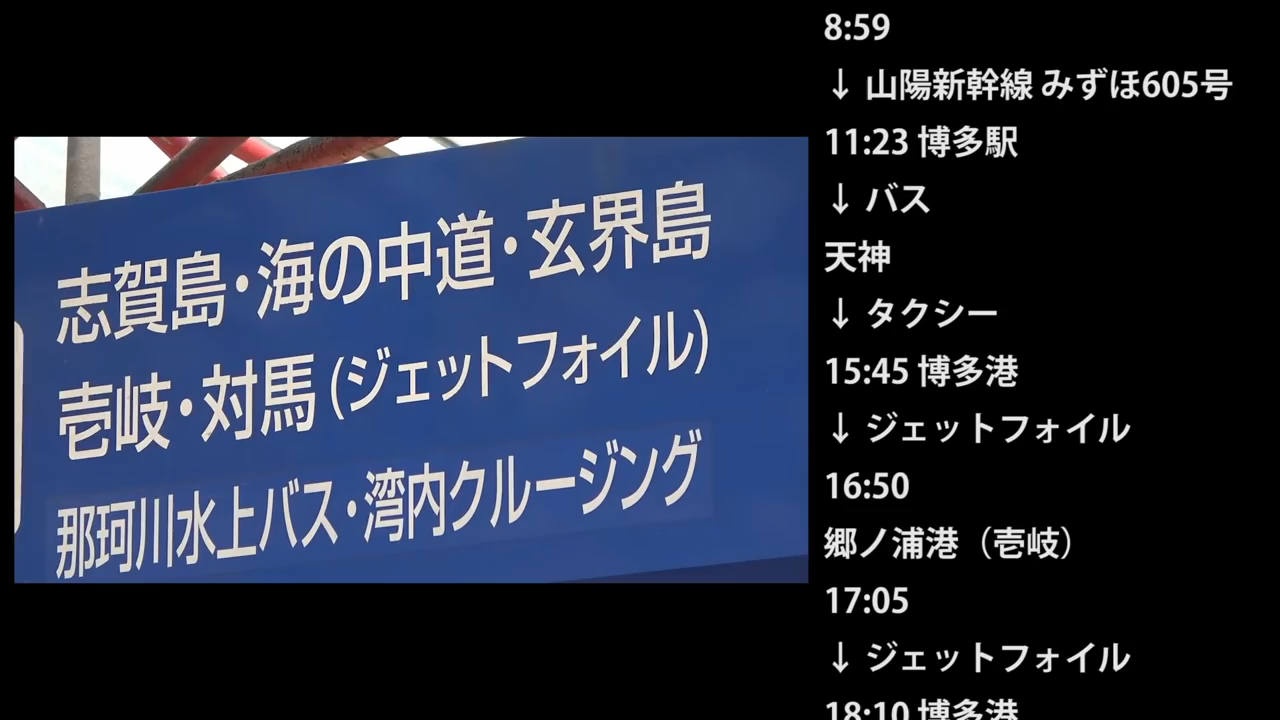 志賀島・海の中道・玄界島
壱岐・対馬(ジェットフォイル)
那珂川水上バス・湾内クルージング
8:59
↓ 山陽新幹線 みずほ605号
11:23 博多駅
↓ バス
天神
↓ タクシー
15:45 博多港
↓ ジェットフォイル
16:50
郷ノ浦港（壱岐）
17:05
↓ ジェットフォイル
18:10 博多港